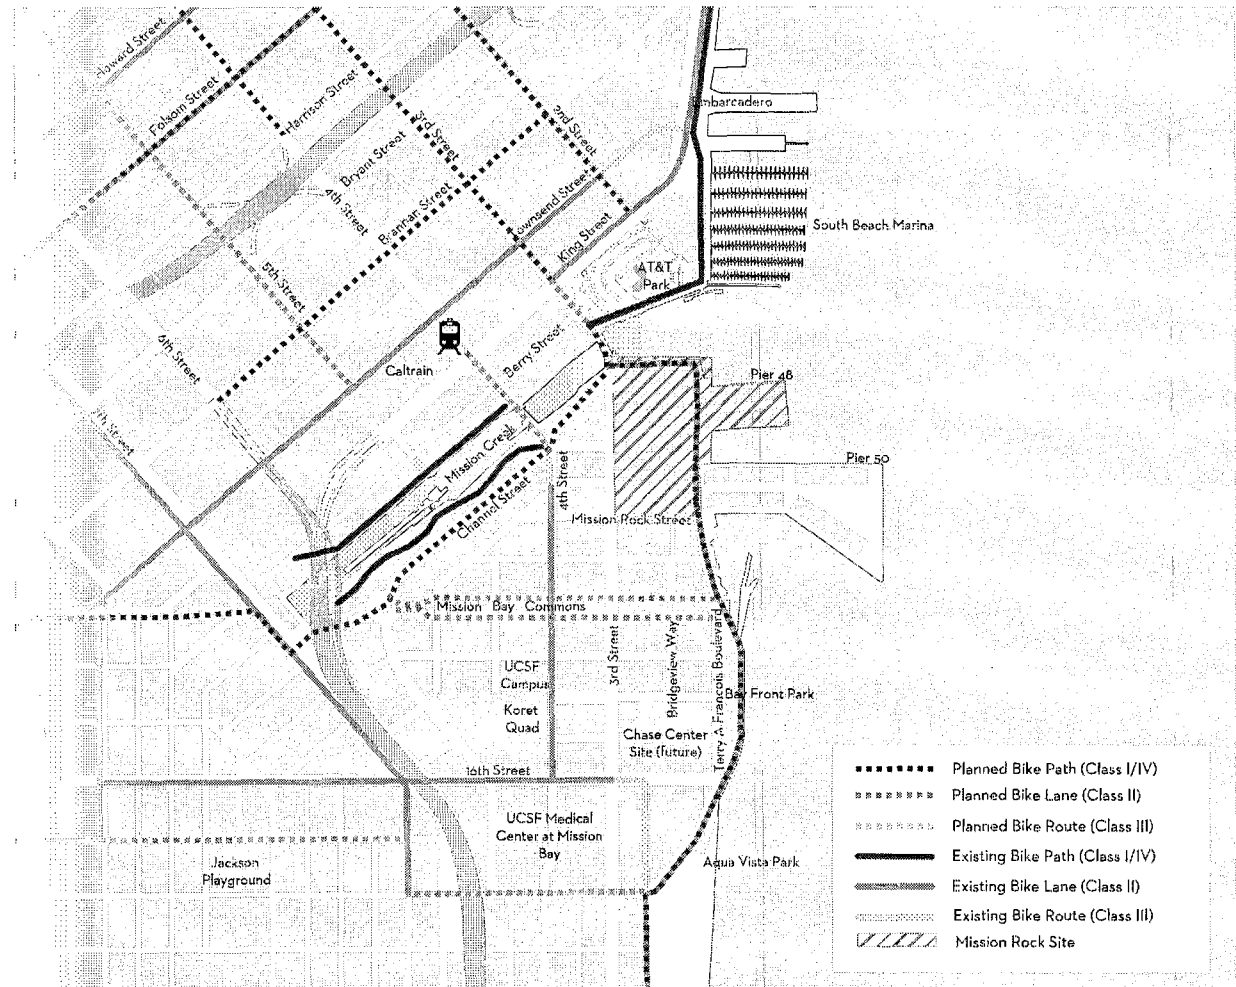 Howard Street
Folsom Street
Harrison Street
3rd Street
2nd Street
Embarcadero
Bryant Street
4th Street
Brannan Street
Townsend Street
King Street
South Beach Marina
AT&T
Park
5th Street
6th Street
Caltrain
Berry Street
Pier 48
Mission Creek
Channel Street
4th Street
Pier 50
Mission Rock Street
Mission Bay Commons
3rd Street
Bridgeview Way
Terry A Francois Boulevard
UCSF
Campus
Koret
Quad
Bay Front Park
Chase Center
Site (future)
16th Street
UCSF Medical
Center at Mission
Bay
Jackson
Playground
Agua Vista Park
Planned Bike Path (Class I/IV)
Planned Bike Lane (Class II)
Planned Bike Route (Class III)
Existing Bike Path (Class I/IV)
Existing Bike Lane (Class II)
Existing Bike Route (Class III)
Mission Rock Site